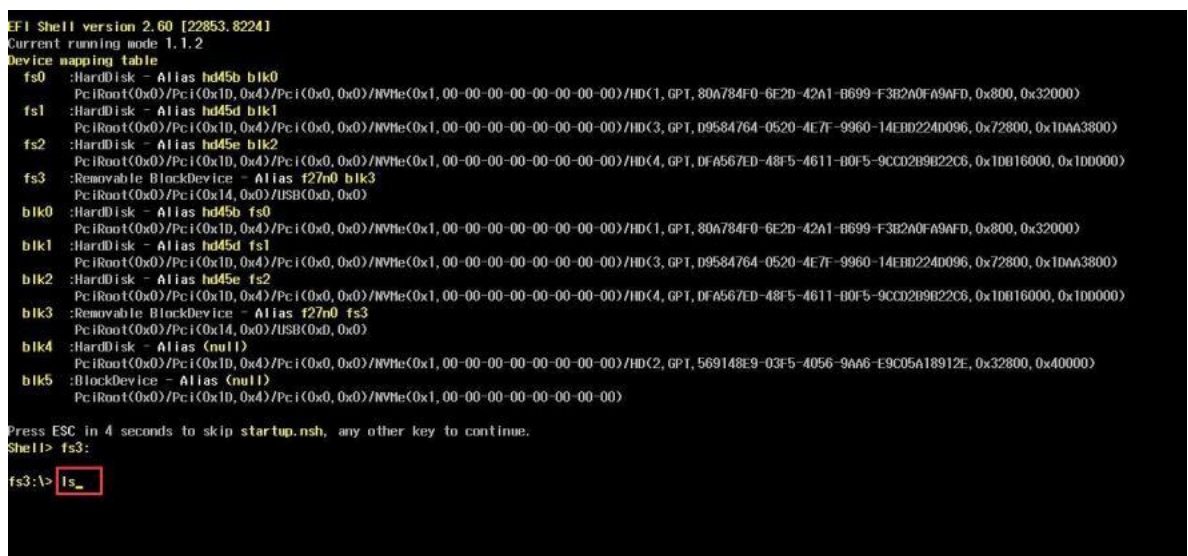 EFI Shell version 2.60 [22853.8224]
Current running mode 1.1.2
Device mapping table
fs0 :HardDisk - Alias hd45b blk0
PciRoot(0x0)/Pci(0x1D,0x4)/Pci(0x0,0x0)/NVMe(0x1,00-00-00-00-00-00-00-00)/HD(1,GPT,80A784F0-6E2D-42A1-B699-F3B2A0FA9AFD,0x800,0x32000)
fs1 :HardDisk - Alias hd45d blk1
PciRoot(0x0)/Pci(0x1D,0x4)/Pci(0x0,0x0)/NVMe(0x1,00-00-00-00-00-00-00-00)/HD(3,GPT,D9584764-0520-4E7F-9960-14EBD224D096,0x72800,0x1DAA3800)
fs2 :HardDisk - Alias hd45e blk2
PciRoot(0x0)/Pci(0x1D,0x4)/Pci(0x0,0x0)/NVMe(0x1,00-00-00-00-00-00-00-00)/HD(4,GPT,DFA567ED-48F5-4611-B0F5-9CCD2B9B22C6,0x1DB16000,0x1DD000)
fs3 :Removable BlockDevice - Alias f27n0 blk3
PciRoot(0x0)/Pci(0x14,0x0)/USB(0xD,0x0)
blk0 :HardDisk - Alias hd45b fs0
PciRoot(0x0)/Pci(0x1D,0x4)/Pci(0x0,0x0)/NVMe(0x1,00-00-00-00-00-00-00-00)/HD(1,GPT,80A784F0-6E2D-42A1-B699-F3B2A0FA9AFD,0x800,0x32000)
blk1 :HardDisk - Alias hd45d fs1
PciRoot(0x0)/Pci(0x1D,0x4)/Pci(0x0,0x0)/NVMe(0x1,00-00-00-00-00-00-00-00)/HD(3,GPT,D9584764-0520-4E7F-9960-14EBD224D096,0x72800,0x1DAA3800)
blk2 :HardDisk - Alias hd45e fs2
PciRoot(0x0)/Pci(0x1D,0x4)/Pci(0x0,0x0)/NVMe(0x1,00-00-00-00-00-00-00-00)/HD(4,GPT,DFA567ED-48F5-4611-B0F5-9CCD2B9B22C6,0x1DB16000,0x1DD000)
blk3 :Removable BlockDevice - Alias f27n0 fs3
PciRoot(0x0)/Pci(0x14,0x0)/USB(0xD,0x0)
blk4 :HardDisk - Alias (null)
PciRoot(0x0)/Pci(0x1D,0x4)/Pci(0x0,0x0)/NVMe(0x1,00-00-00-00-00-00-00-00)/HD(2,GPT,569148E9-03F5-4056-9AA6-E9C05A18912E,0x32800,0x40000)
blk5 :BlockDevice - Alias (null)
PciRoot(0x0)/Pci(0x1D,0x4)/Pci(0x0,0x0)/NVMe(0x1,00-00-00-00-00-00-00-00)
Press ESC in 4 seconds to skip startup.nsh, any other key to continue.
Shell> fs3:
fs3:\> ls_